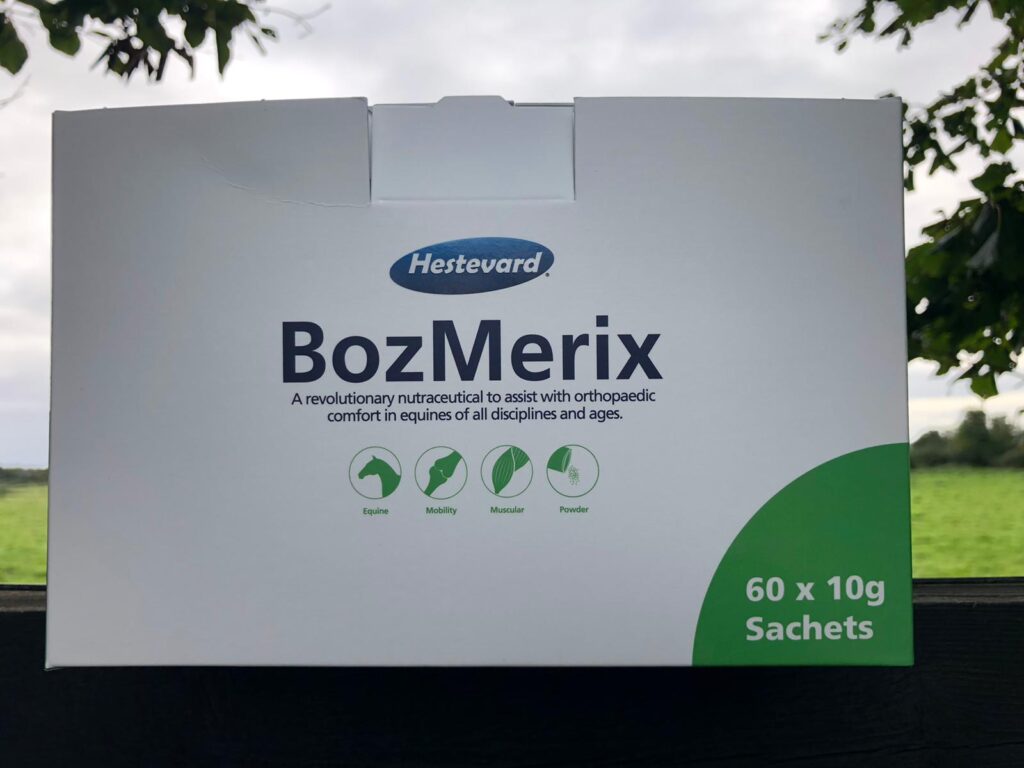 Hestevard
BozMerix
A revolutionary nutraceutical to assist with orthopaedic
comfort in equines of all disciplines and ages.
Equine
Mobility
Muscular
Powder
60 x 10g
Sachets